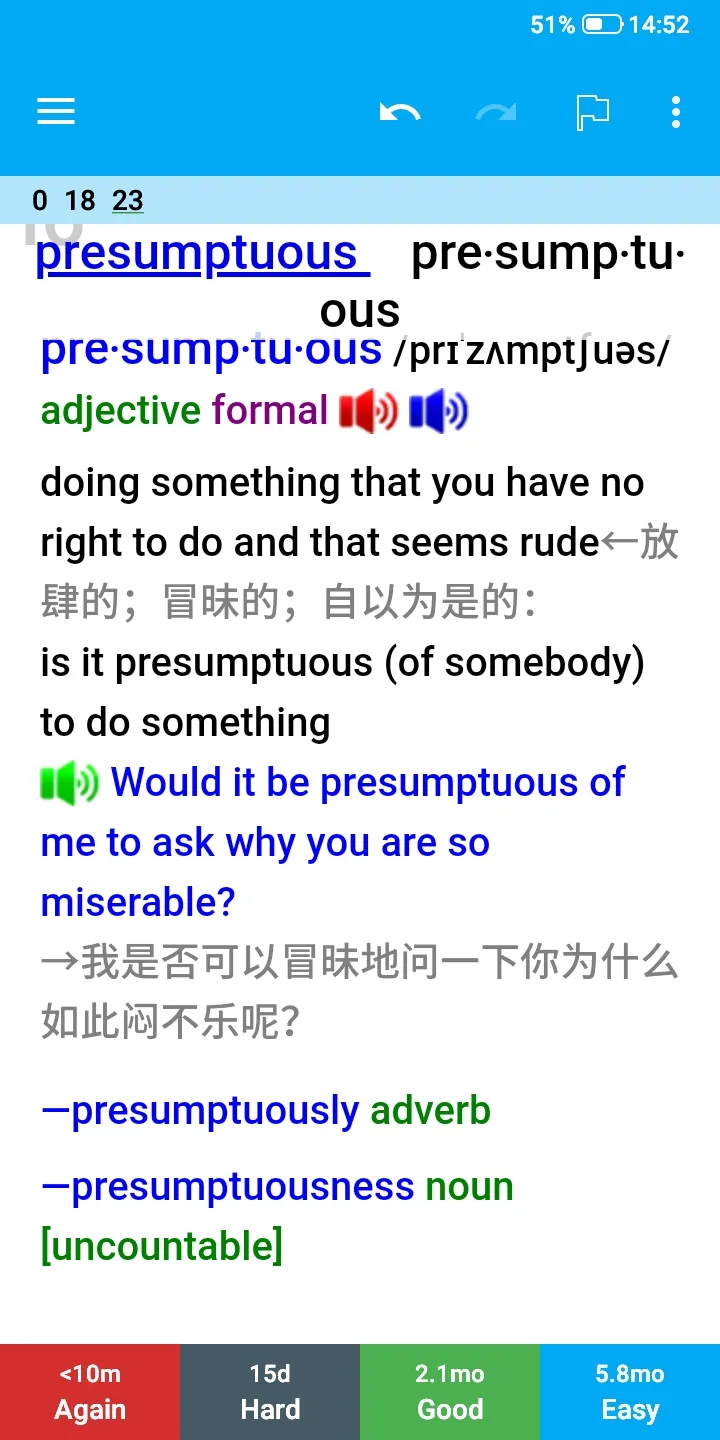 51% 14:52
0 18 23
presumptuous pre·sump·tu·
ous
pre·sump·tu·ous /prɪˈzʌmptʃuəs/
adjective formal
doing something that you have no
right to do and that seems rude←放
肆的；冒昧的；自以为是的：
is it presumptuous (of somebody)
to do something
Would it be presumptuous of
me to ask why you are so
miserable?
→我是否可以冒昧地问一下你为什么
如此闷不乐呢？
—presumptuously adverb
—presumptuousness noun
[uncountable]
<10m 15d 2.1mo 5.8mo
Again Hard Good Easy